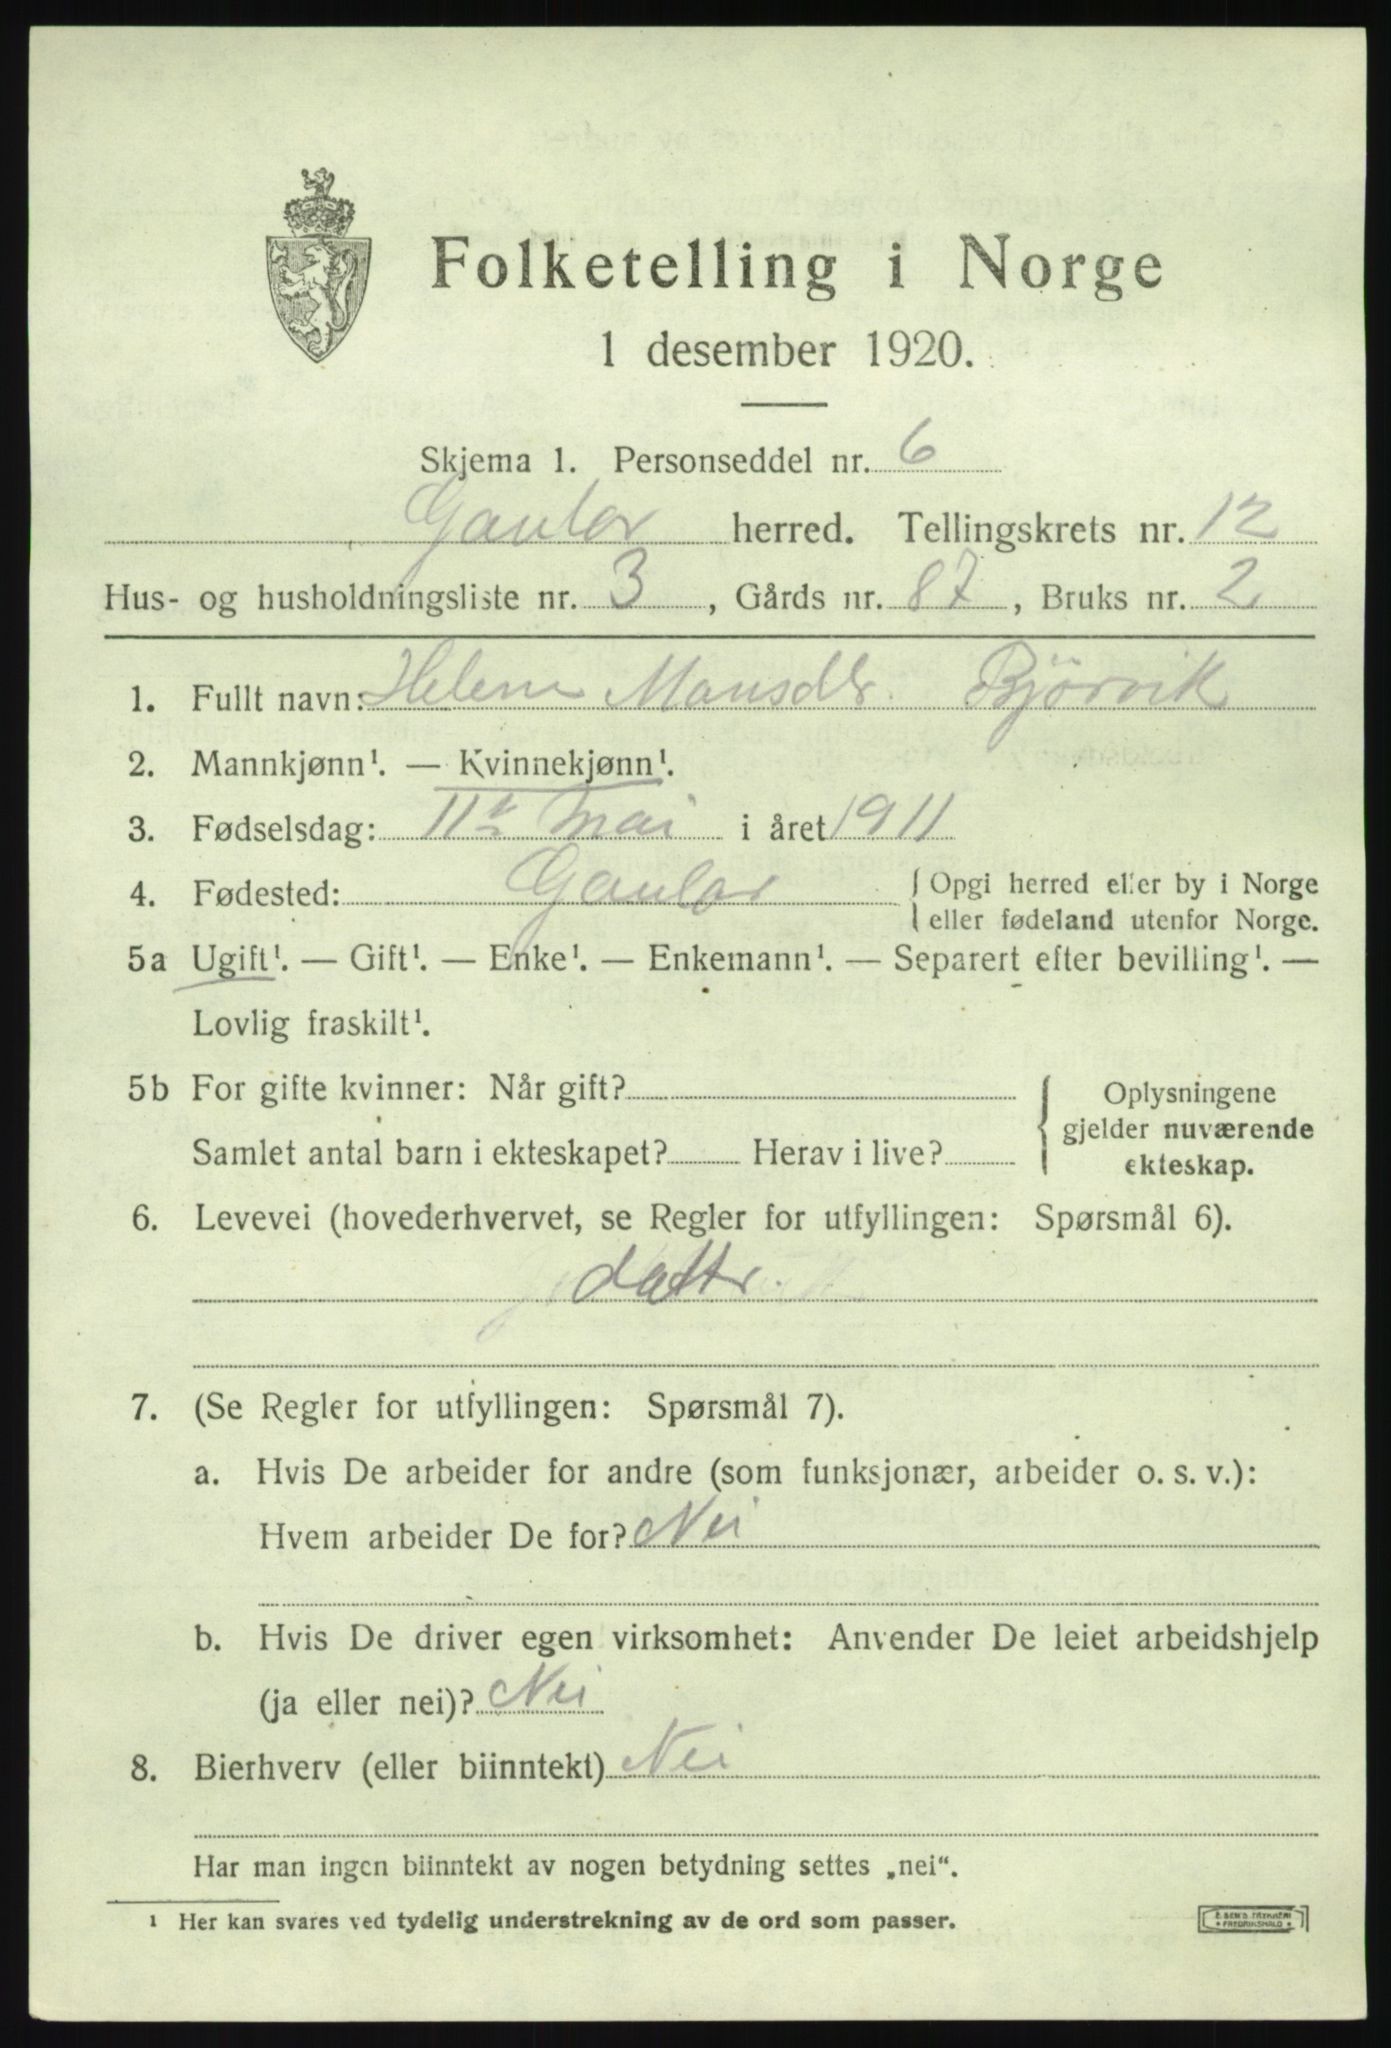 Folketelling i Norge
1 desember 1920.
Skjema 1. Personseddel nr. 6
Gaular herred. Tellingskrets nr. 12
Hus- og husholdningsliste nr. 3, Gårds nr. 87, Bruks nr. 2
1. Fullt navn: Helene Monsdtr. Bjørvik
2. Mannkjønn¹. — Kvinnekjønn¹.
3. Fødselsdag: 11te Mai i året 1911
4. Fødested: Gaular { Opgi herred eller by i Norge
eller fødeland utenfor Norge.
5a Ugift¹. — Gift¹. — Enke¹. — Enkemann¹. — Separert efter bevilling¹. —
Lovlig fraskilt¹.
5b For gifte kvinner: Når gift?
Samlet antal barn i ekteskapet? Herav i live?
{ Oplysningene
gjelder nuværende
ekteskap.
6. Levevei (hovederhvervet, se Regler for utfyllingen: Spørsmål 6).
dattr.
7. (Se Regler for utfyllingen: Spørsmål 7).
a. Hvis De arbeider for andre (som funksjonær, arbeider o. s. v.):
Hvem arbeider De for? Nei
b. Hvis De driver egen virksomhet: Anvender De leiet arbeidshjelp
(ja eller nei)? Nei
8. Bierhverv (eller biinntekt) Nei
Har man ingen biinntekt av nogen betydning settes „nei“.
¹ Her kan svares ved tydelig understrekning av de ord som passer.
FREDRIKSHALD